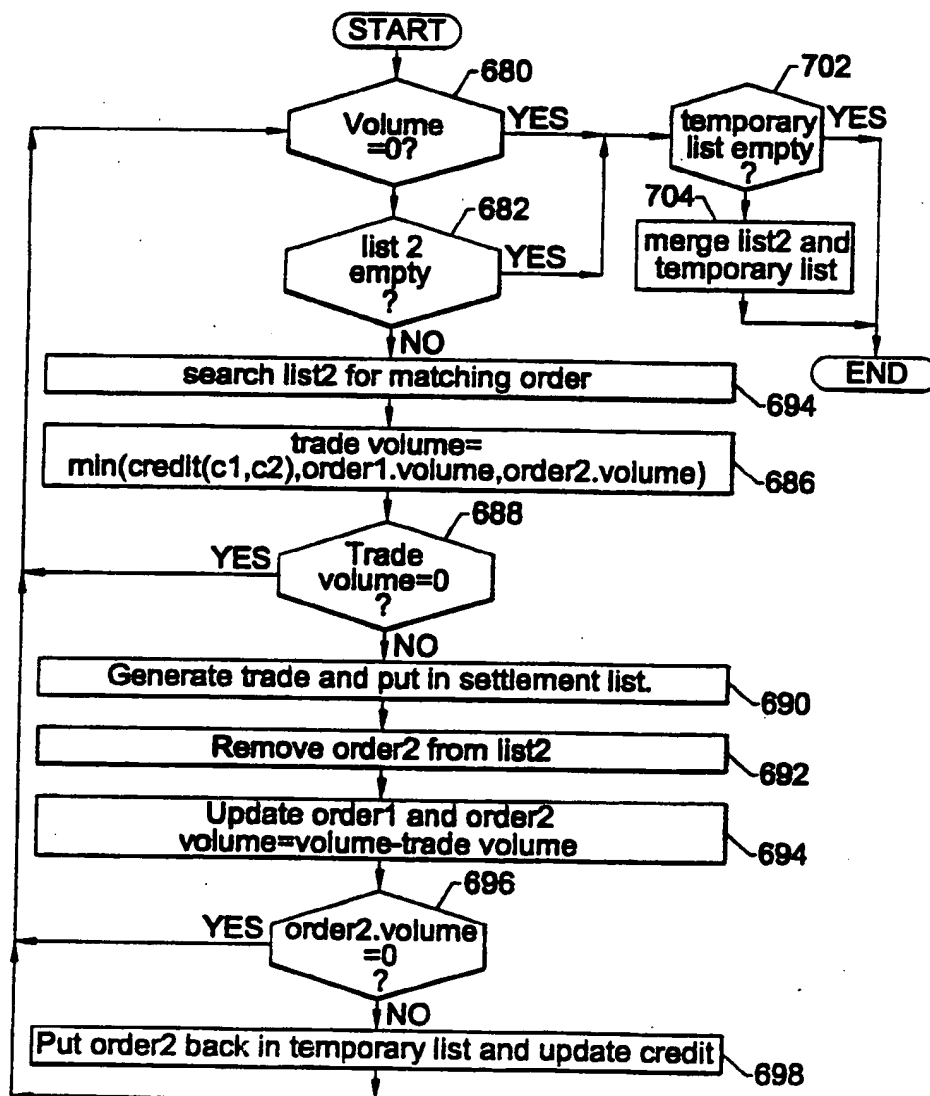 START
680
Volume
=0?
YES
702
temporary
list empty
?
YES
682
list 2
empty
?
YES
704
merge list2 and
temporary list
NO
END
search list2 for matching order
694
trade volume=
min(credit(c1,c2),order1.volume,order2.volume)
686
688
Trade
volume=0
?
YES
NO
Generate trade and put in settlement list.
690
Remove order2 from list2
692
Update order1 and order2
volume=volume-trade volume
694
696
order2.volume
=0
?
YES
NO
Put order2 back in temporary list and update credit
698